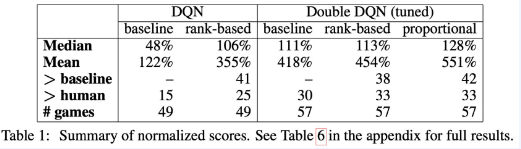 DQN Double DQN (tuned)
baseline rank-based baseline rank-based proportional
Median 48% 106% 111% 113% 128%
Mean 122% 355% 418% 454% 551%
> baseline – 41 38 42
> human 15 25 30 33 33
# games 49 49 57 57 57
Table 1: Summary of normalized scores. See Table 6 in the appendix for full results.